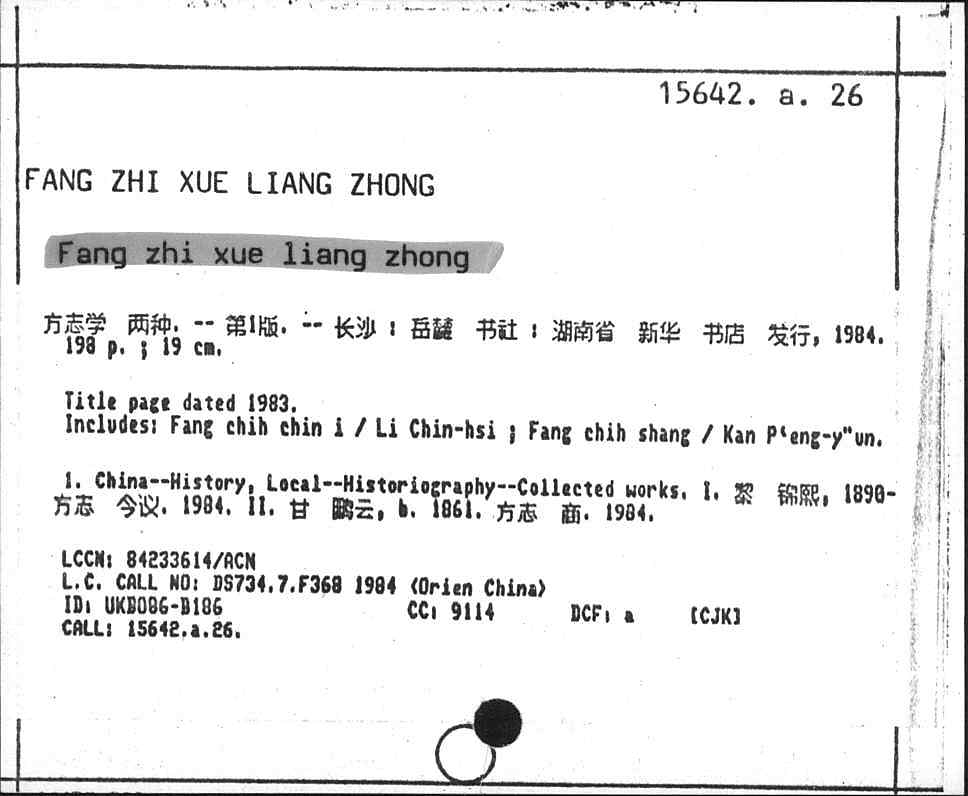 15642. a. 26
FANG ZHI XUE LIANG ZHONG
Fang zhi xue liang zhong
方志学 两种. -- 第1版. -- 长沙 : 岳麓 书社 : 湖南省 新华 书店 发行, 1984.
198 p. ; 19 cm.
Title page dated 1983.
Includes: Fang chih chin i / Li Chin-hsi ; Fang chih shang / Kan P'eng-y"un.
1. China--History, Local--Historiography--Collected works. I. 黎 锦熙, 1890-
方志 今议. 1984. II. 甘 鹏云, b. 1861. 方志 商. 1984.
LCCN: 84233614/ACN
L.C. CALL NO: DS734.7.F368 1984 <Orien China>
ID: UKBO86-B186 CC: 9114 DCF: a [CJK]
CALL: 15642.a.26.